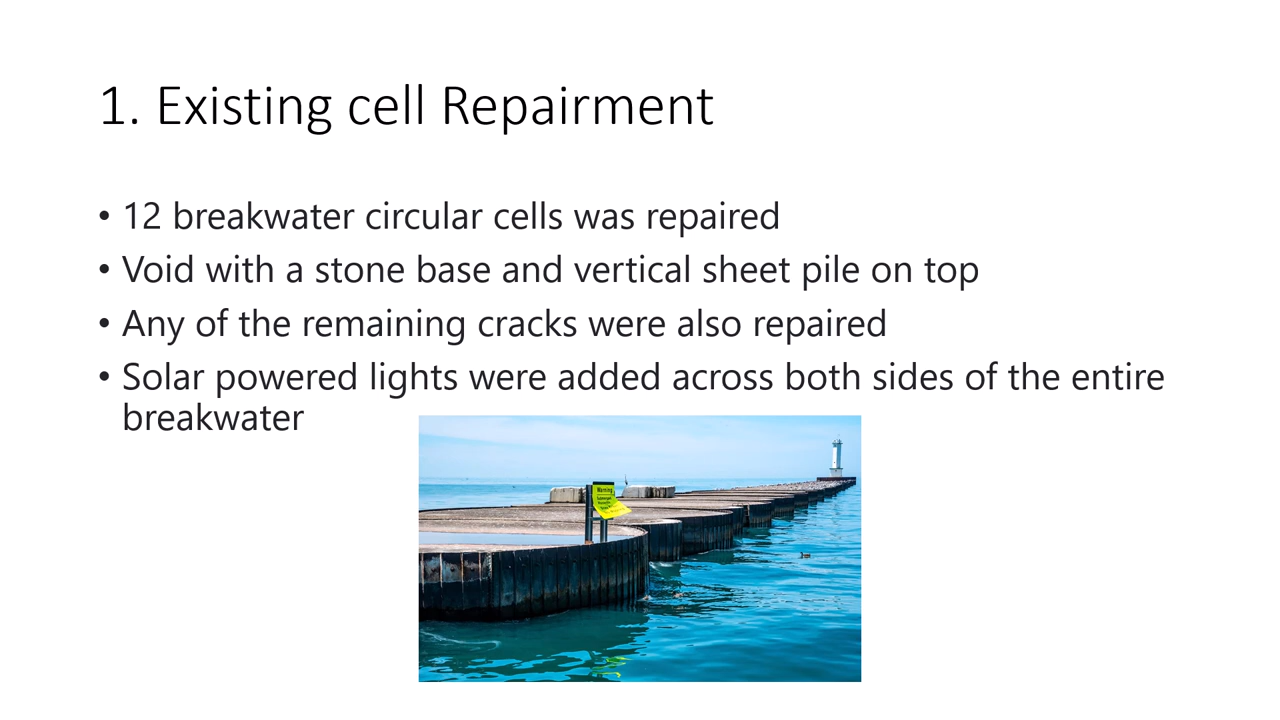 1. Existing cell Repairment
• 12 breakwater circular cells was repaired
• Void with a stone base and vertical sheet pile on top
• Any of the remaining cracks were also repaired
• Solar powered lights were added across both sides of the entire
breakwater
Warning